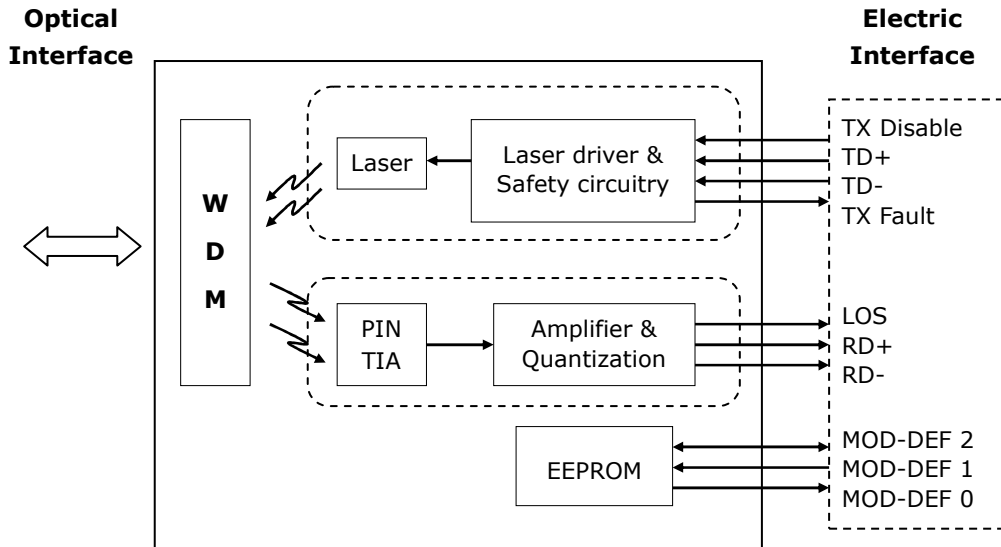 Optical
Interface
Electric
Interface
W
D
M
Laser
Laser driver &
Safety circuitry
TX Disable
TD+
TD-
TX Fault
PIN
TIA
Amplifier &
Quantization
LOS
RD+
RD-
EEPROM
MOD-DEF 2
MOD-DEF 1
MOD-DEF 0